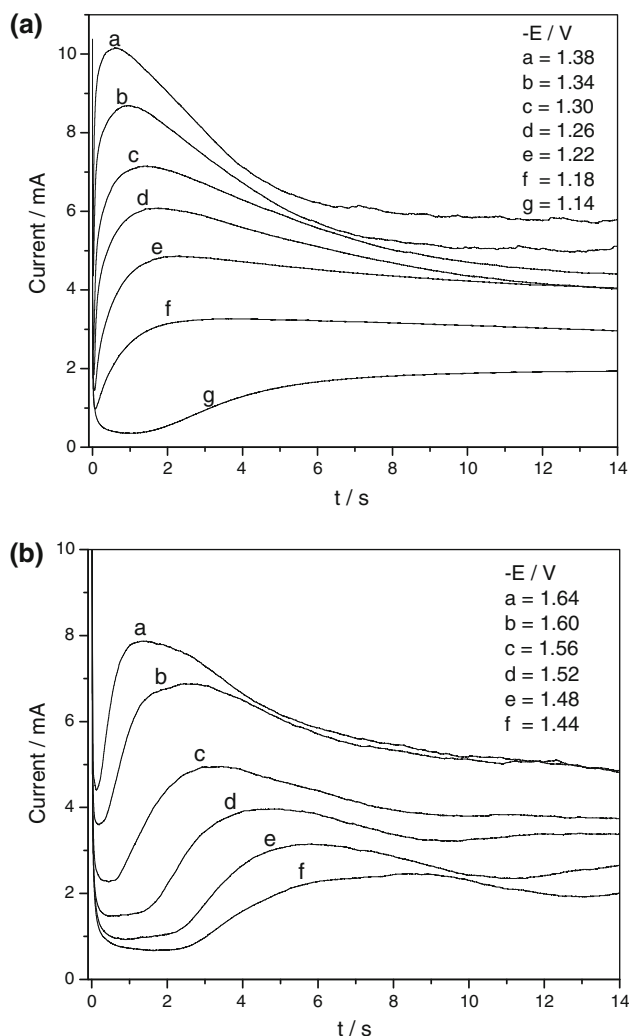 (a)
10
8
6
4
2
0
Current / mA
a
b
c
d
e
f
g
-E / V
a = 1.38
b = 1.34
c = 1.30
d = 1.26
e = 1.22
f = 1.18
g = 1.14
0 2 4 6 8 10 12 14
t / s
(b)
10
8
6
4
2
0
Current / mA
a
b
c
d
e
f
-E / V
a = 1.64
b = 1.60
c = 1.56
d = 1.52
e = 1.48
f = 1.44
0 2 4 6 8 10 12 14
t / s